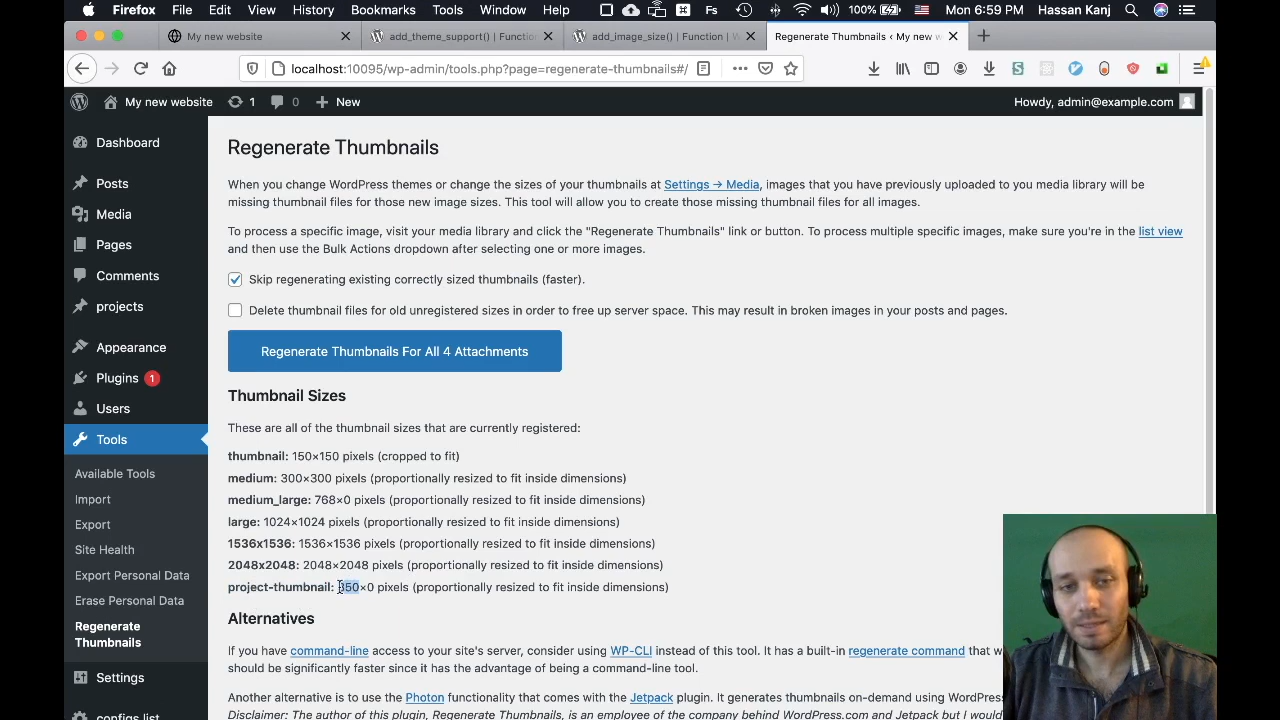 Firefox File Edit View History Bookmarks Tools Window Help Fs 100% Mon 6:59 PM Hassan Kanj
My new website
add_theme_support() | Function
add_image_size() | Function | W
Regenerate Thumbnails ‹ My new w
localhost:10095/wp-admin/tools.php?page=regenerate-thumbnails#/
My new website 1 0 New
Howdy, admin@example.com
Dashboard
Posts
Media
Pages
Comments
projects
Appearance
Plugins 1
Users
Tools
Available Tools
Import
Export
Site Health
Export Personal Data
Erase Personal Data
Regenerate
Thumbnails
Settings
configs list
Regenerate Thumbnails
When you change WordPress themes or change the sizes of your thumbnails at Settings → Media, images that you have previously uploaded to you media library will be
missing thumbnail files for those new image sizes. This tool will allow you to create those missing thumbnail files for all images.
To process a specific image, visit your media library and click the "Regenerate Thumbnails" link or button. To process multiple specific images, make sure you're in the list view
and then use the Bulk Actions dropdown after selecting one or more images.
Skip regenerating existing correctly sized thumbnails (faster).
Delete thumbnail files for old unregistered sizes in order to free up server space. This may result in broken images in your posts and pages.
Regenerate Thumbnails For All 4 Attachments
Thumbnail Sizes
These are all of the thumbnail sizes that are currently registered:
thumbnail: 150×150 pixels (cropped to fit)
medium: 300×300 pixels (proportionally resized to fit inside dimensions)
medium_large: 768×0 pixels (proportionally resized to fit inside dimensions)
large: 1024×1024 pixels (proportionally resized to fit inside dimensions)
1536x1536: 1536×1536 pixels (proportionally resized to fit inside dimensions)
2048x2048: 2048×2048 pixels (proportionally resized to fit inside dimensions)
project-thumbnail: 350×0 pixels (proportionally resized to fit inside dimensions)
Alternatives
If you have command-line access to your site's server, consider using WP-CLI instead of this tool. It has a built-in regenerate command that w
should be significantly faster since it has the advantage of being a command-line tool.
Another alternative is to use the Photon functionality that comes with the Jetpack plugin. It generates thumbnails on-demand using WordPress
Disclaimer: The author of this plugin, Regenerate Thumbnails, is an employee of the company behind WordPress.com and Jetpack but I would